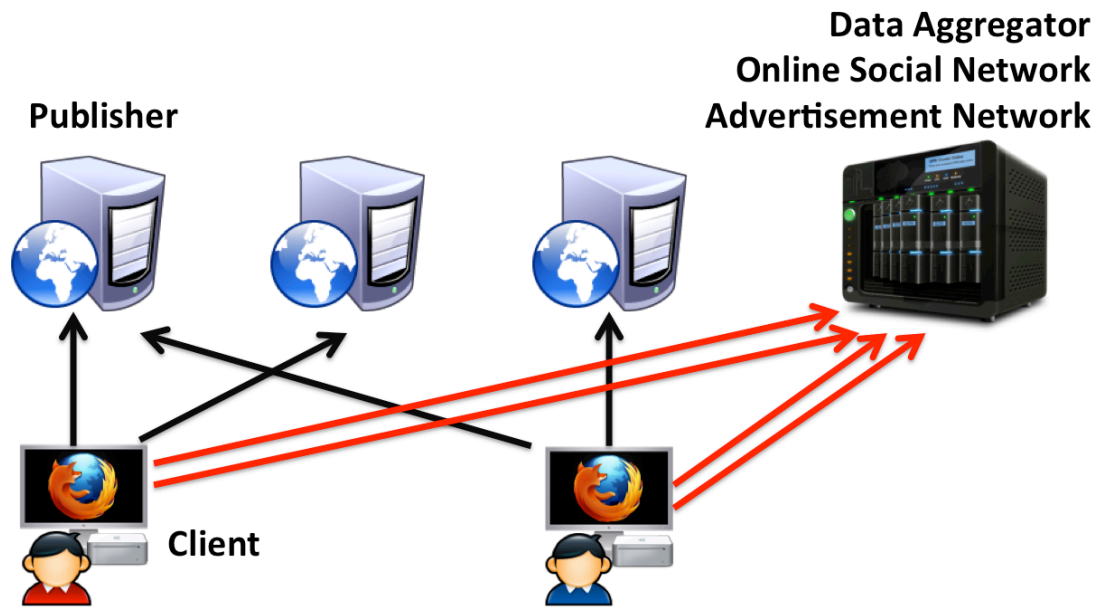 Data Aggregator
Online Social Network
Advertisement Network
Publisher
Client